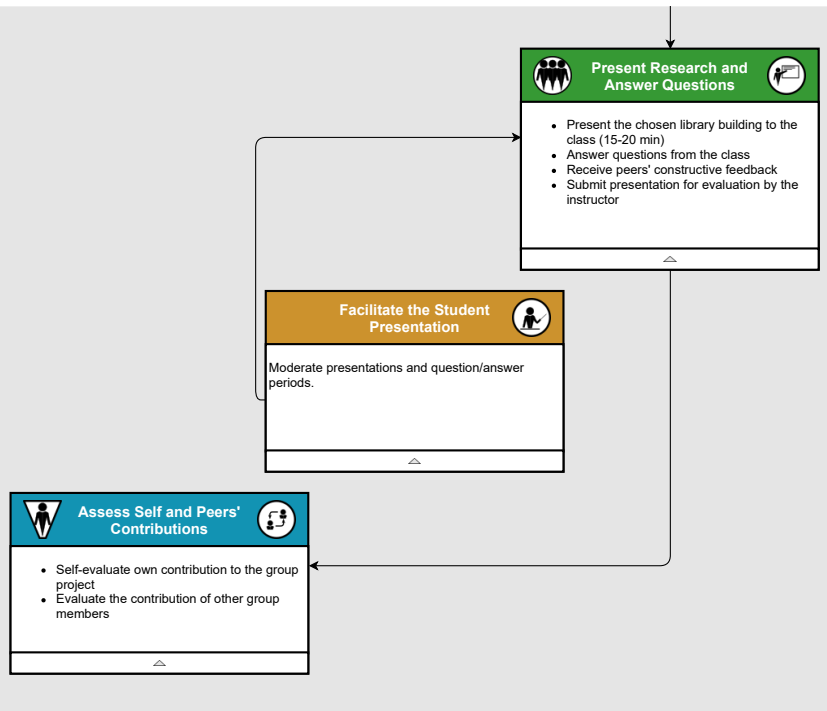 Present Research and
Answer Questions
Present the chosen library building to the
class (15-20 min)
Answer questions from the class
Receive peers' constructive feedback
Submit presentation for evaluation by the
instructor
Facilitate the Student
Presentation
Moderate presentations and question/answer
periods.
Assess Self and Peers'
Contributions
Self-evaluate own contribution to the group
project
Evaluate the contribution of other group
members